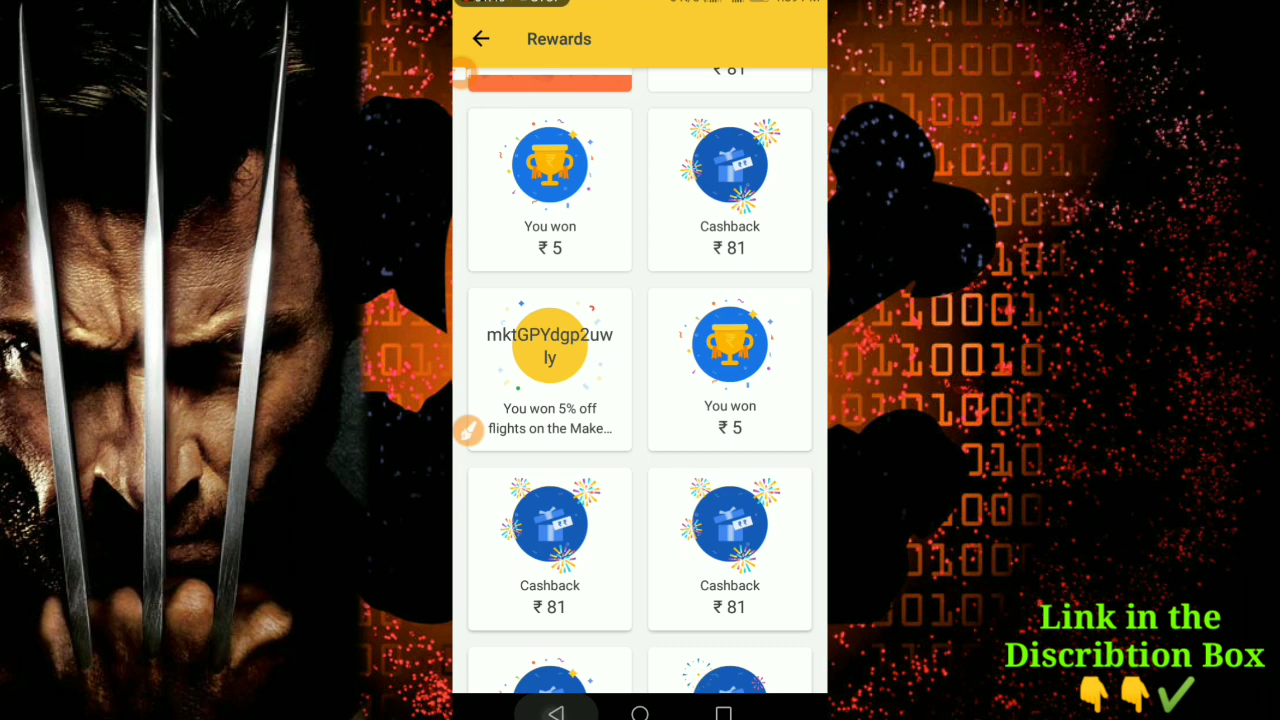 Rewards
₹ 81
You won
₹ 5
Cashback
₹ 81
mktGPYdgp2uw
ly
You won 5% off
flights on the Make...
You won
₹ 5
Cashback
₹ 81
Cashback
₹ 81
Link in the
Discribtion Box
👇👇✔